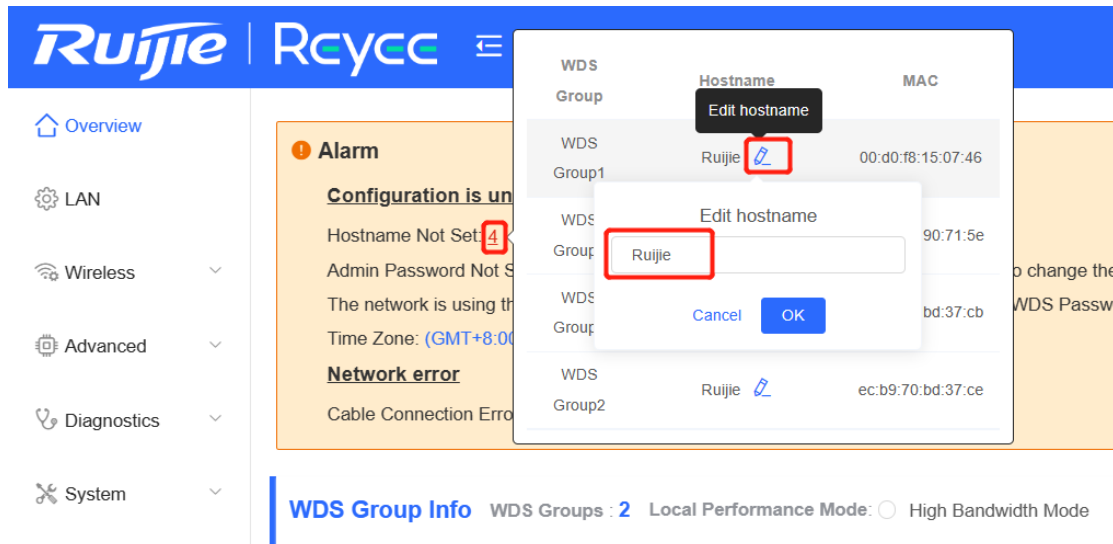 Ruijie | Reyee
Overview
LAN
Wireless
Advanced
Diagnostics
System
Alarm
Configuration is un
Hostname Not Set: 4
Admin Password Not S
o change the
The network is using th
WDS Passw
Time Zone: (GMT+8:00
Network error
Cable Connection Erro
WDS Group
Hostname
MAC
Edit hostname
WDS Group1
Ruijie
00:d0:f8:15:07:46
WDS Group
90:71:5e
WDS Group
bd:37:cb
WDS Group2
Ruijie
ec:b9:70:bd:37:ce
Edit hostname
Ruijie
Cancel
OK
WDS Group Info WDS Groups : 2 Local Performance Mode: High Bandwidth Mode